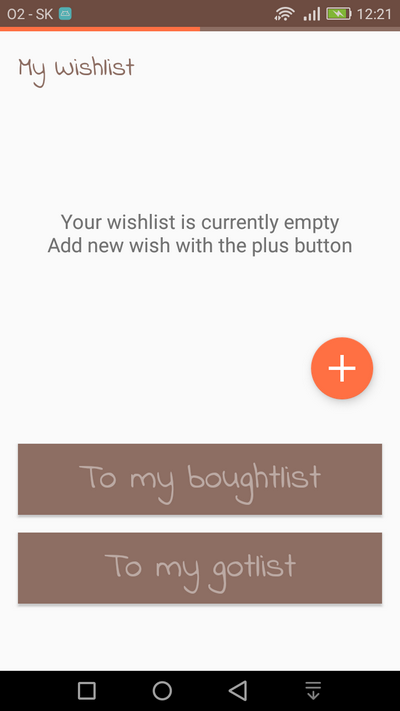 O2 - SK 12:21
My wishlist
Your wishlist is currently empty
Add new wish with the plus button
To my boughtlist
To my gotlist